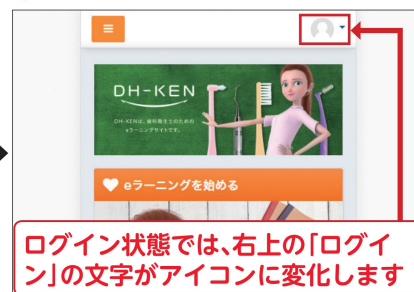 DH-KEN
DH-KENは、歯科衛生士のための
eラーニングサイトです。
eラーニングを始める
ログイン状態では、右上の「ログイ
ン」の文字がアイコンに変化します